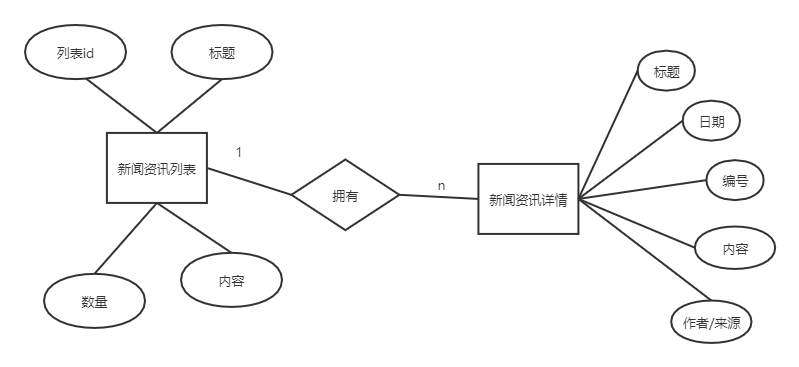 列表id
标题
新闻资讯列表
1
数量
内容
拥有
n
新闻资讯详情
标题
日期
编号
内容
作者/来源